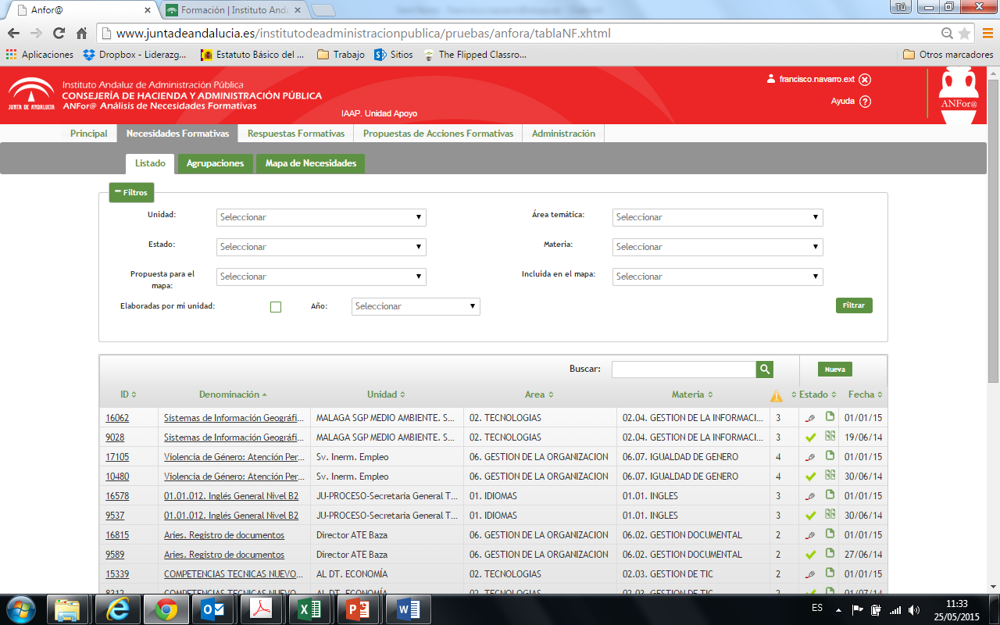 Anfor@ Formación | Instituto Anda Tú
www.juntadeandalucia.es/institutodeadministracionpublica/pruebas/anfora/tablaNF.xhtml
Aplicaciones Dropbox - Liderazg... Estatuto Básico del ... Trabajo Sitios The Flipped Classro... Otros marcadores
Instituto Andaluz de Administración Pública
CONSEJERÍA DE HACIENDA Y ADMINISTRACIÓN PÚBLICA
ANFor@ Análisis de Necesidades Formativas
JUNTA DE ANDALUCIA
IAAP. Unidad Apoyo
francisco.navarro.ext
Ayuda ?
ANFor@
Principal Necesidades Formativas Respuestas Formativas Propuestas de Acciones Formativas Administración
Listado Agrupaciones Mapa de Necesidades
Filtros
Unidad: Seleccionar Área temática: Seleccionar
Estado: Seleccionar Materia: Seleccionar
Propuesta para el mapa: Seleccionar Incluida en el mapa: Seleccionar
Elaboradas por mi unidad: Año: Seleccionar Filtrar
Buscar: Nueva
ID Denominación Unidad Area Materia Estado Fecha
16062 Sistemas de Información Geográfi... MALAGA SGP MEDIO AMBIENTE. S... 02. TECNOLOGIAS 02.04. GESTION DE LA INFORMACI... 3 01/01/15
9028 Sistemas de Información Geográfi... MALAGA SGP MEDIO AMBIENTE. S... 02. TECNOLOGIAS 02.04. GESTION DE LA INFORMACI... 3 19/06/14
17105 Violencia de Género: Atención Per... Sv. Inerm. Empleo 06. GESTION DE LA ORGANIZACION 06.07. IGUALDAD DE GENERO 4 01/01/15
10480 Violencia de Género: Atención Per... Sv. Inerm. Empleo 06. GESTION DE LA ORGANIZACION 06.07. IGUALDAD DE GENERO 4 30/06/14
16578 01.01.012. Inglés General Nivel B2 JU-PROCESO-Secretaria General T... 01. IDIOMAS 01.01. INGLES 3 01/01/15
9537 01.01.012. Inglés General Nivel B2 JU-PROCESO-Secretaria General T... 01. IDIOMAS 01.01. INGLES 3 30/06/14
16815 Aries. Registro de documentos Director ATE Baza 06. GESTION DE LA ORGANIZACION 06.02. GESTION DOCUMENTAL 2 01/01/15
9589 Aries. Registro de documentos Director ATE Baza 06. GESTION DE LA ORGANIZACION 06.02. GESTION DOCUMENTAL 2 27/06/14
15339 COMPETENCIAS TECNICAS NUEVO... AL DT. ECONOMÍA 02. TECNOLOGIAS 02.03. GESTION DE TIC 2 01/01/15
8313 COMPETENCIAS TECNICAS NUEVO... AL DT. ECONOMÍA 02. TECNOLOGIAS 02.03. GESTION DE TIC 2 01/07/14
ES 11:33
25/05/2015